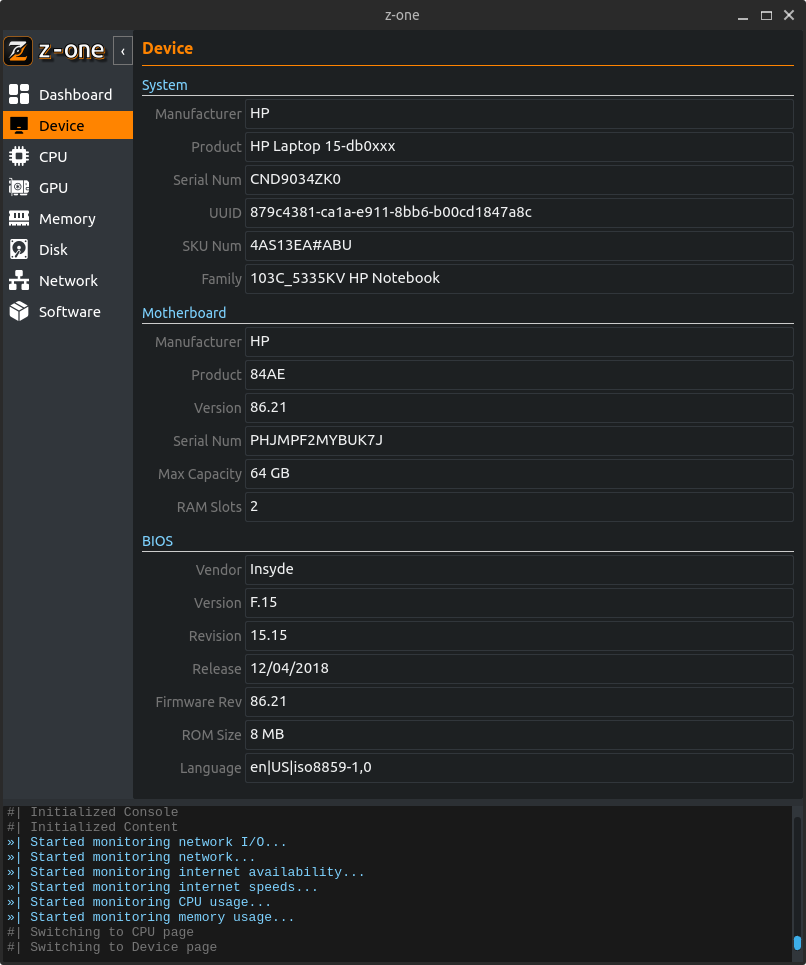 z-one
z-one
‹
Dashboard
Device
CPU
GPU
Memory
Disk
Network
Software
Device
System
Manufacturer HP
Product HP Laptop 15-db0xxx
Serial Num CND9034ZK0
UUID 879c4381-ca1a-e911-8bb6-b00cd1847a8c
SKU Num 4AS13EA#ABU
Family 103C_5335KV HP Notebook
Motherboard
Manufacturer HP
Product 84AE
Version 86.21
Serial Num PHJMPF2MYBUK7J
Max Capacity 64 GB
RAM Slots 2
BIOS
Vendor Insyde
Version F.15
Revision 15.15
Release 12/04/2018
Firmware Rev 86.21
ROM Size 8 MB
Language en|US|iso8859-1,0
#| Initialized Console
#| Initialized Content
»| Started monitoring network I/O...
»| Started monitoring network...
»| Started monitoring internet availability...
»| Started monitoring internet speeds...
»| Started monitoring CPU usage...
»| Started monitoring memory usage...
#| Switching to CPU page
#| Switching to Device page